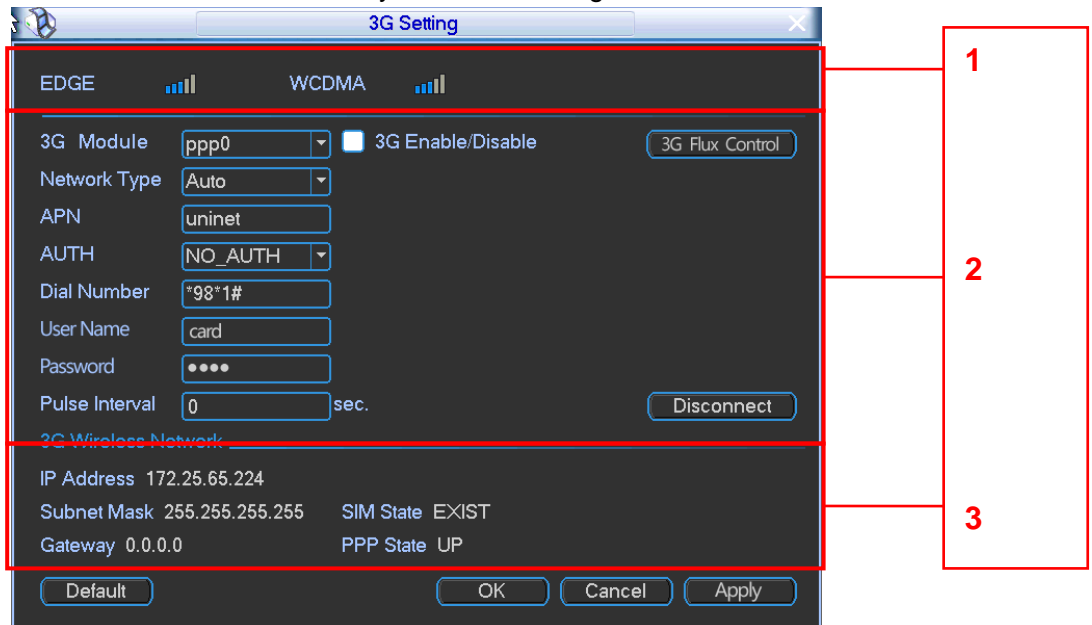 3G Setting
EDGE WCDMA
1
3G Module ppp0 3G Enable/Disable 3G Flux Control
Network Type Auto
APN uninet
AUTH NO_AUTH
2
Dial Number *98*1#
User Name card
Password ●●●●
Pulse Interval 0 sec. Disconnect
3G Wireless Network
IP Address 172.25.65.224
Subnet Mask 255.255.255.255 SIM State EXIST
3
Gateway 0.0.0.0 PPP State UP
Default OK Cancel Apply